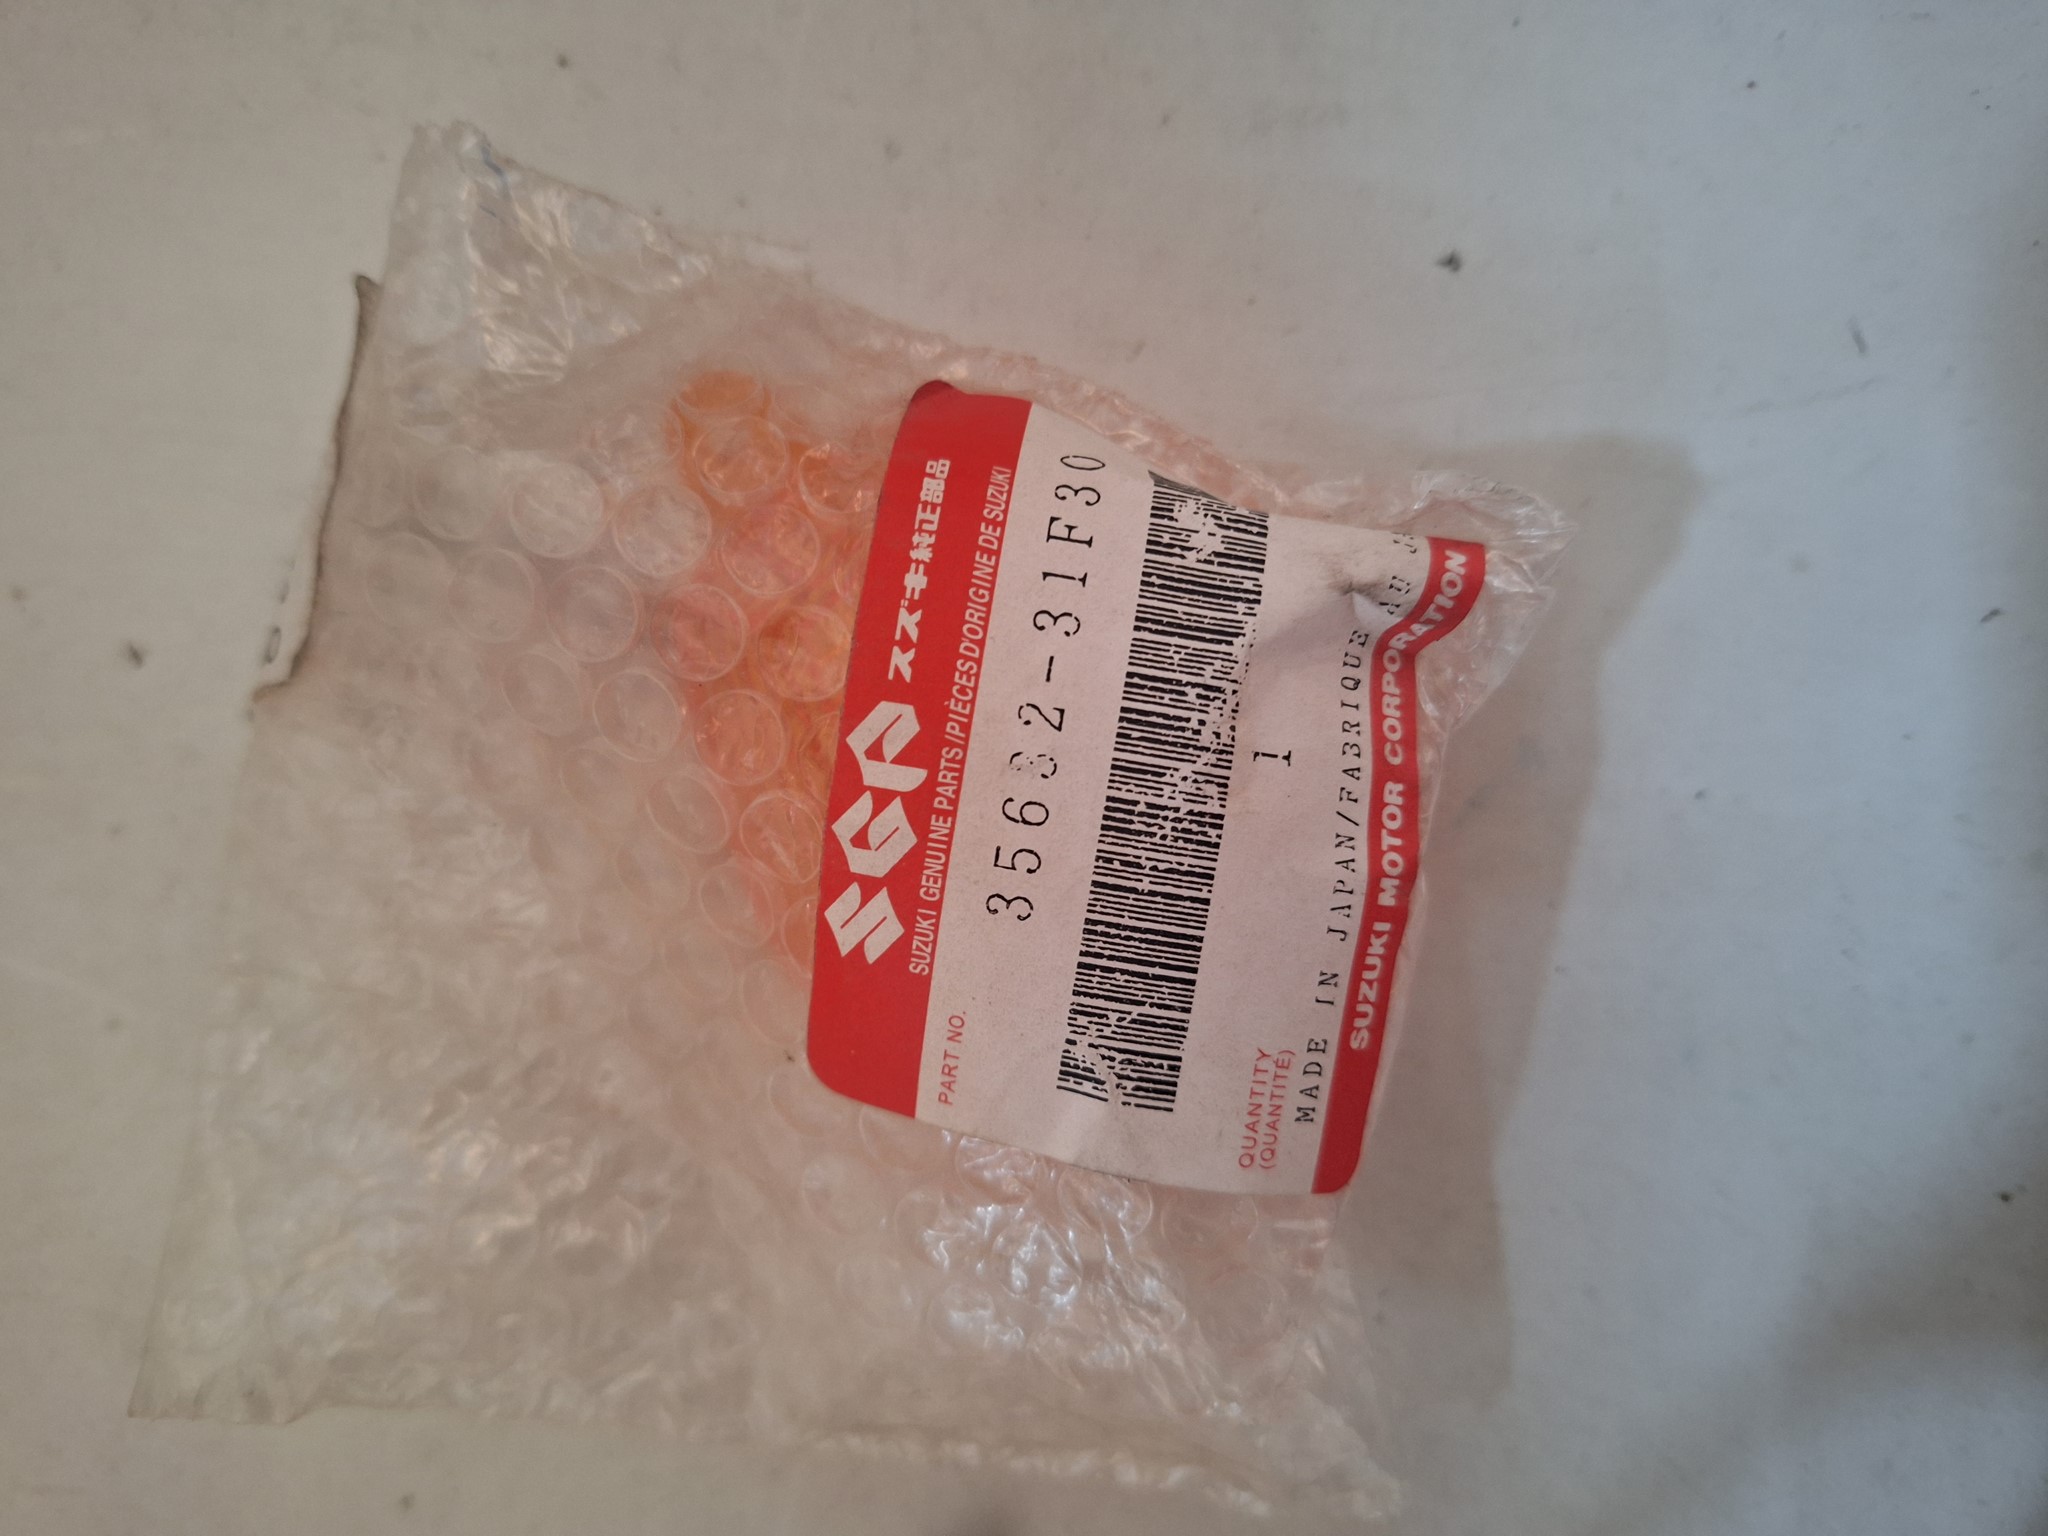 SGP スズキ純正部品
SUZUKI GENUINE PARTS/PIÈCES D'ORIGINE DE SUZUKI
PART NO.
35632-31F30
1
QUANTITY
(QUANTITÉ)
MADE IN JAPAN/FABRIQUE AU
SUZUKI MOTOR CORPORATION